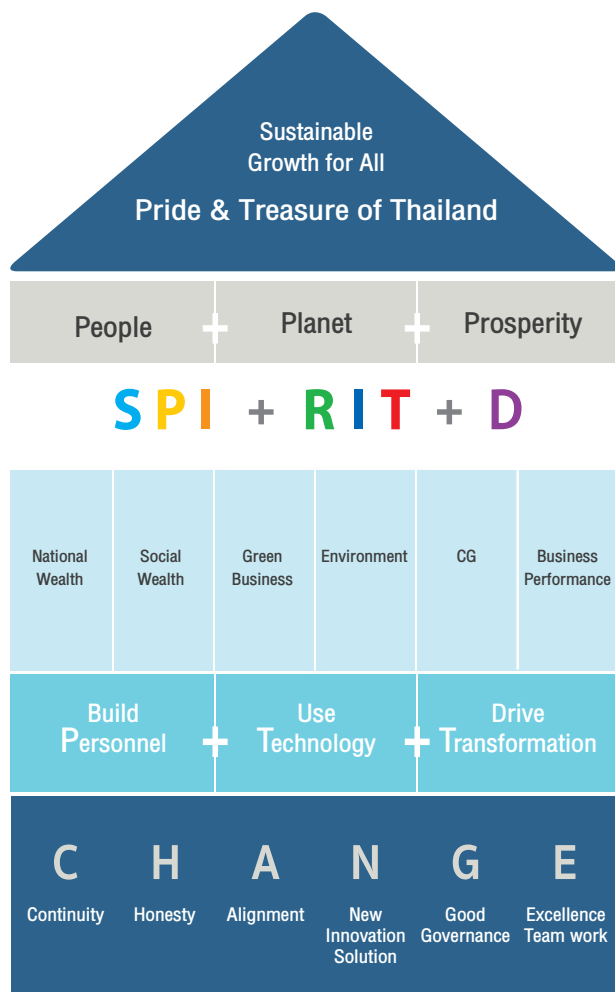 Sustainable
Growth for All
Pride & Treasure of Thailand
People + Planet + Prosperity
SPI + RIT + D
National
Wealth
Social
Wealth
Green
Business
Environment
CG
Business
Performance
Build
Personnel
+
Use
Technology
+
Drive
Transformation
C H A N G E
Continuity
Honesty
Alignment
New
Innovation
Solution
Good
Governance
Excellence
Team work